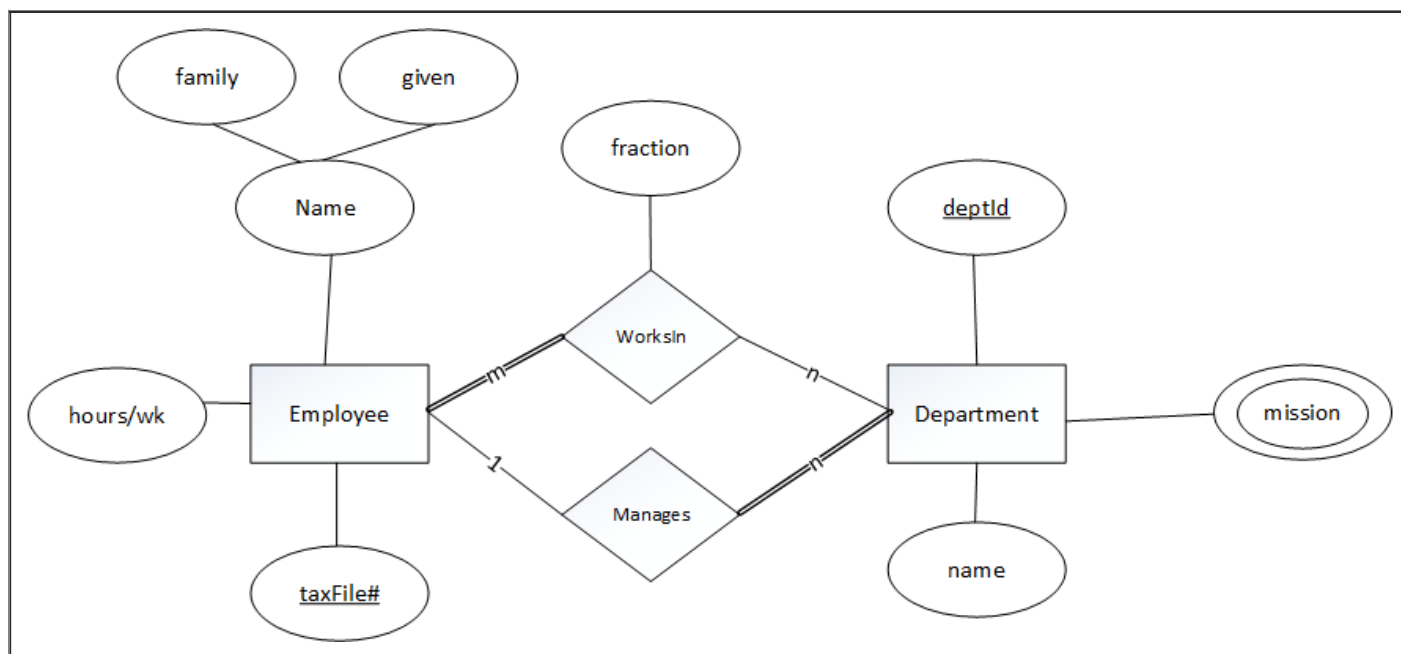 family
given
fraction
Name
deptId
WorksIn
m
n
hours/wk
Employee
Department
mission
1
n
Manages
taxFile#
name